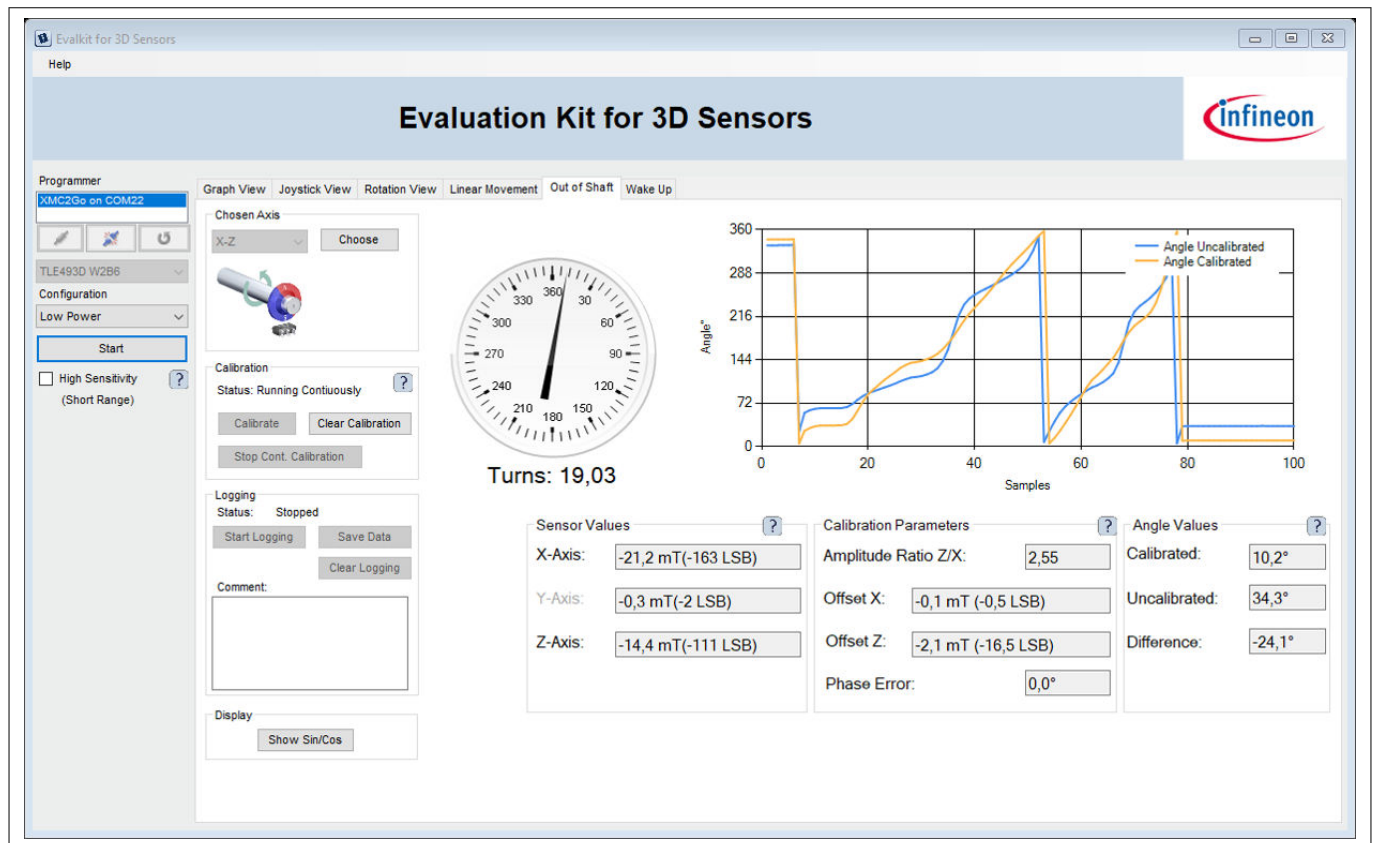 Evalkit for 3D Sensors
Help
Evaluation Kit for 3D Sensors
infineon
Programmer
XMC2Go on COM22
TLE493D W2B6
Configuration
Low Power
Start
High Sensitivity
?
(Short Range)
Graph View Joystick View Rotation View Linear Movement Out of Shaft Wake Up
Chosen Axis
X-Z
Choose
Calibration
Status: Running Contiuously
?
Calibrate
Clear Calibration
Stop Cont. Calibration
Logging
Status: Stopped
Start Logging
Save Data
Clear Logging
Comment:
Display
Show Sin/Cos
360
30
60
90
120
150
180
210
240
270
300
330
Turns: 19,03
Angle°
360
288
216
144
72
0
0 20 40 60 80 100
Samples
Angle Uncalibrated
Angle Calibrated
Sensor Values
?
X-Axis: -21,2 mT(-163 LSB)
Y-Axis: -0,3 mT(-2 LSB)
Z-Axis: -14,4 mT(-111 LSB)
Calibration Parameters
?
Amplitude Ratio Z/X: 2,55
Offset X: -0,1 mT (-0,5 LSB)
Offset Z: -2,1 mT (-16,5 LSB)
Phase Error: 0,0°
Angle Values
?
Calibrated: 10,2°
Uncalibrated: 34,3°
Difference: -24,1°